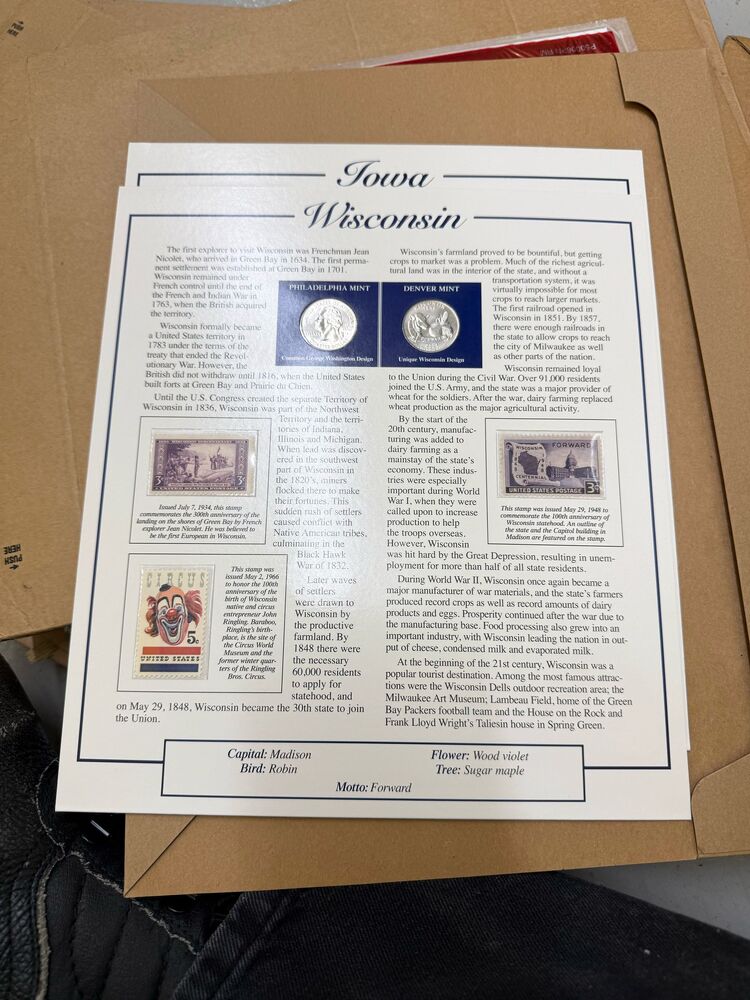 PUSH
HERE
Iowa
Wisconsin
The first explorer to visit Wisconsin was Frenchman Jean
Nicolet, who arrived in Green Bay in 1634. The first perma-
nent settlement was established at Green Bay in 1701.
Wisconsin remained under
French control until the end of
the French and Indian War in
1763, when the British acquired
the territory.
Wisconsin formally became
a United States territory in
1783 under the terms of the
treaty that ended the Revol-
utionary War. However, the
British did not withdraw until 1816, when the United States
built forts at Green Bay and Prairie du Chien.
Until the U.S. Congress created the separate Territory of
Wisconsin in 1836, Wisconsin was part of the Northwest
Territory and the terri-
tories of Indiana,
Illinois and Michigan.
When lead was discov-
ered in the southwest
part of Wisconsin in
the 1820's, miners
flocked there to make
their fortunes. This
sudden rush of settlers
caused conflict with
Native American tribes,
culminating in the
Black Hawk
War of 1832.
Later waves
of settlers
were drawn to
Wisconsin by
the productive
farmland. By
1848 there were
the necessary
60,000 residents
to apply for
statehood, and
on May 29, 1848, Wisconsin became the 30th state to join
the Union.
PHILADELPHIA MINT
Common George Washington Design
DENVER MINT
Unique Wisconsin Design
3¢
3¢
Issued July 7, 1934, this stamp
commemorates the 300th anniversary of the
landing on the shores of Green Bay by French
explorer Jean Nicolet. He was believed to
be the first European in Wisconsin.
CIRCUS
5c
UNITED STATES
This stamp was
issued May 2, 1966
to honor the 100th
anniversary of the
birth of Wisconsin
native and circus
entrepreneur John
Ringling. Baraboo,
Ringling's birth-
place, is the site of
the Circus World
Museum and the
former winter quar-
ters of the Ringling
Bros. Circus.
Wisconsin's farmland proved to be bountiful, but getting
crops to market was a problem. Much of the richest agricul-
tural land was in the interior of the state, and without a
transportation system, it was
virtually impossible for most
crops to reach larger markets.
The first railroad opened in
Wisconsin in 1851. By 1857,
there were enough railroads in
the state to allow crops to reach
the city of Milwaukee as well
as other parts of the nation.
Wisconsin remained loyal
to the Union during the Civil War. Over 91,000 residents
joined the U.S. Army, and the state was a major provider of
wheat for the soldiers. After the war, dairy farming replaced
wheat production as the major agricultural activity.
By the start of the
20th century, manufac-
turing was added to
dairy farming as a
mainstay of the state's
economy. These indus-
tries were especially
important during World
War I, when they were
called upon to increase
production to help
the troops overseas.
However, Wisconsin
was hit hard by the Great Depression, resulting in unem-
ployment for more than half of all state residents.
WISCONSIN
FORWARD
CENTENNIAL
UNITED STATES POSTAGE
3¢
This stamp was issued May 29, 1948 to
commemorate the 100th anniversary of
Wisconsin statehood. An outline of
the state and the Capitol building in
Madison are featured on the stamp.
During World War II, Wisconsin once again became a
major manufacturer of war materials, and the state's farmers
produced record crops as well as record amounts of dairy
products and eggs. Prosperity continued after the war due to
the manufacturing base. Food processing also grew into an
important industry, with Wisconsin leading the nation in out-
put of cheese, condensed milk and evaporated milk.
At the beginning of the 21st century, Wisconsin was a
popular tourist destination. Among the most famous attrac-
tions were the Wisconsin Dells outdoor recreation area; the
Milwaukee Art Museum; Lambeau Field, home of the Green
Bay Packers football team and the House on the Rock and
Frank Lloyd Wright's Taliesin house in Spring Green.
Capital: Madison
Bird: Robin
Flower: Wood violet
Tree: Sugar maple
Motto: Forward
PUSH
HERE